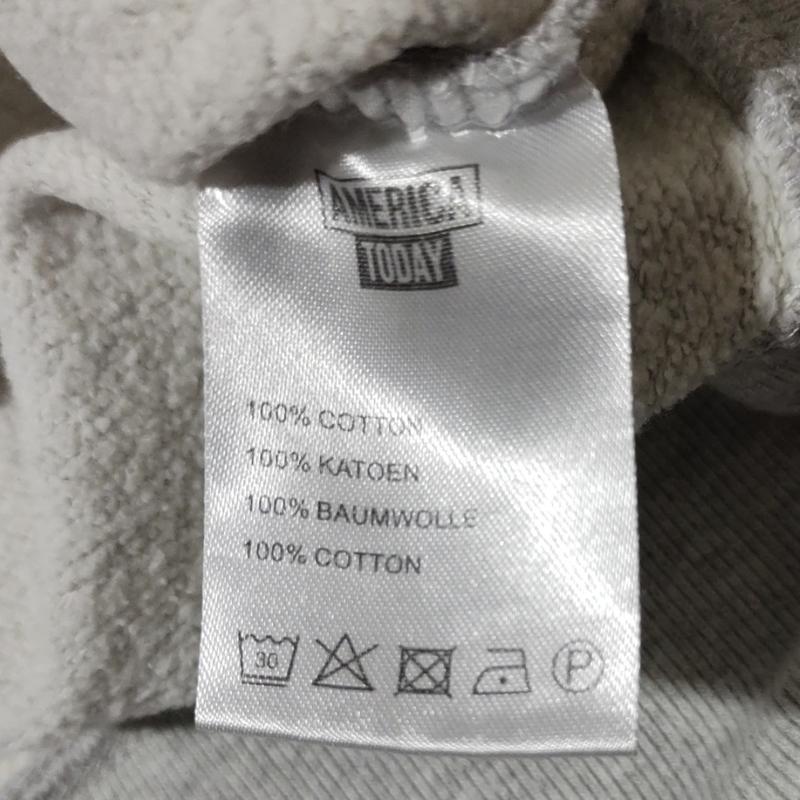 AMERICA
TODAY
100% COTTON
100% KATOEN
100% BAUMWOLLE
100% COTTON
30 P